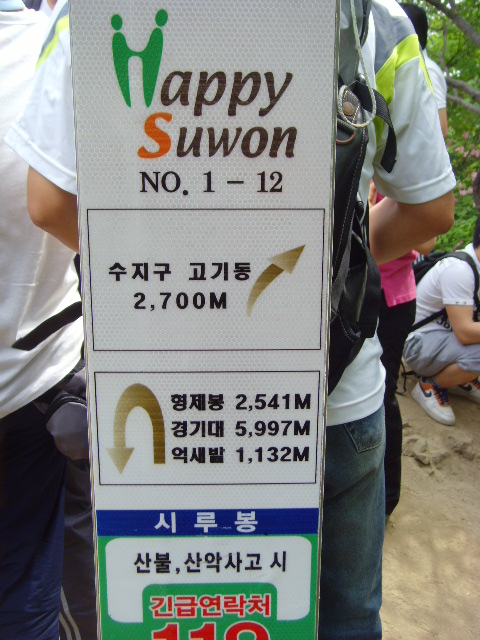 Happy
Suwon
NO. 1 - 12
수지구 고기동
2,700M
형제봉 2,541M
경기대 5,997M
억새밭 1,132M
시루봉
산불,산악사고 시
긴급연락처
119